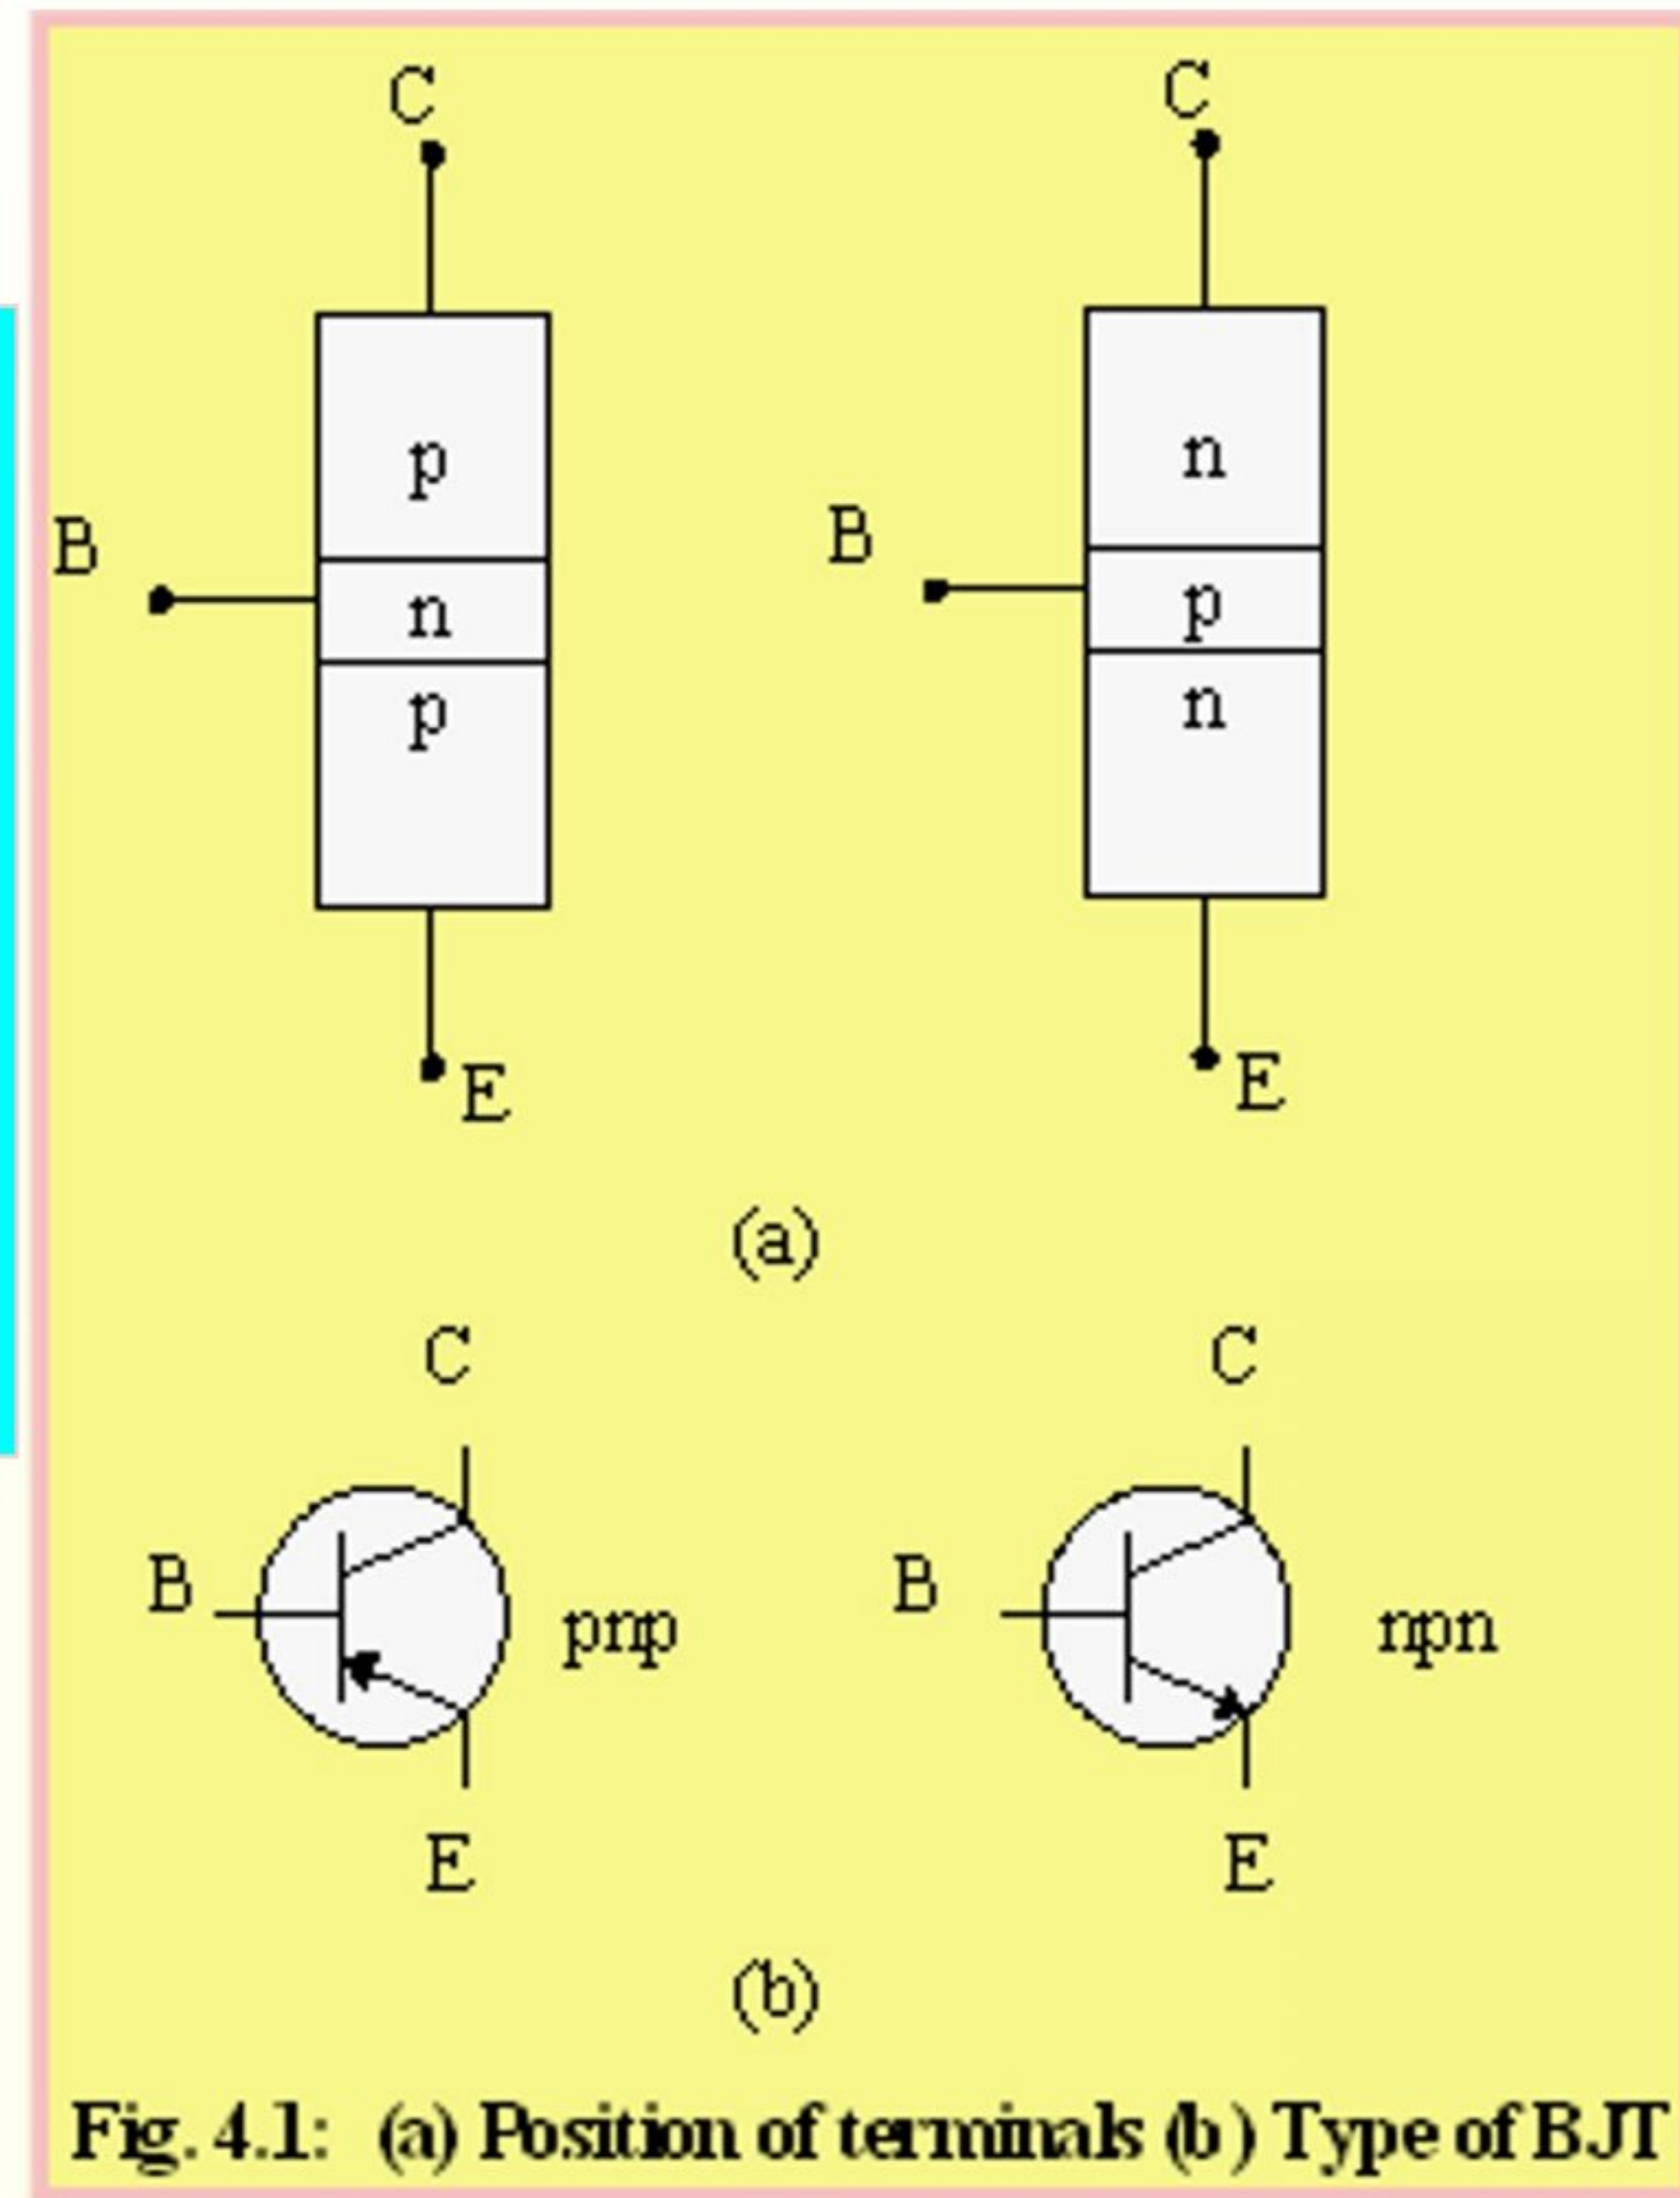 C C
p n
B B
n p
p n
E E
(a)
C C
B pnp B npn
E E
(b)
Fig. 4.1: (a) Position of terminals (b) Type of BJT